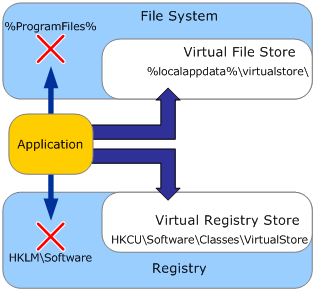 File System
%ProgramFiles%
Virtual File Store
%localappdata%\virtualstore\
Application
Virtual Registry Store
HKCU\Software\Classes\VirtualStore
HKLM\Software
Registry